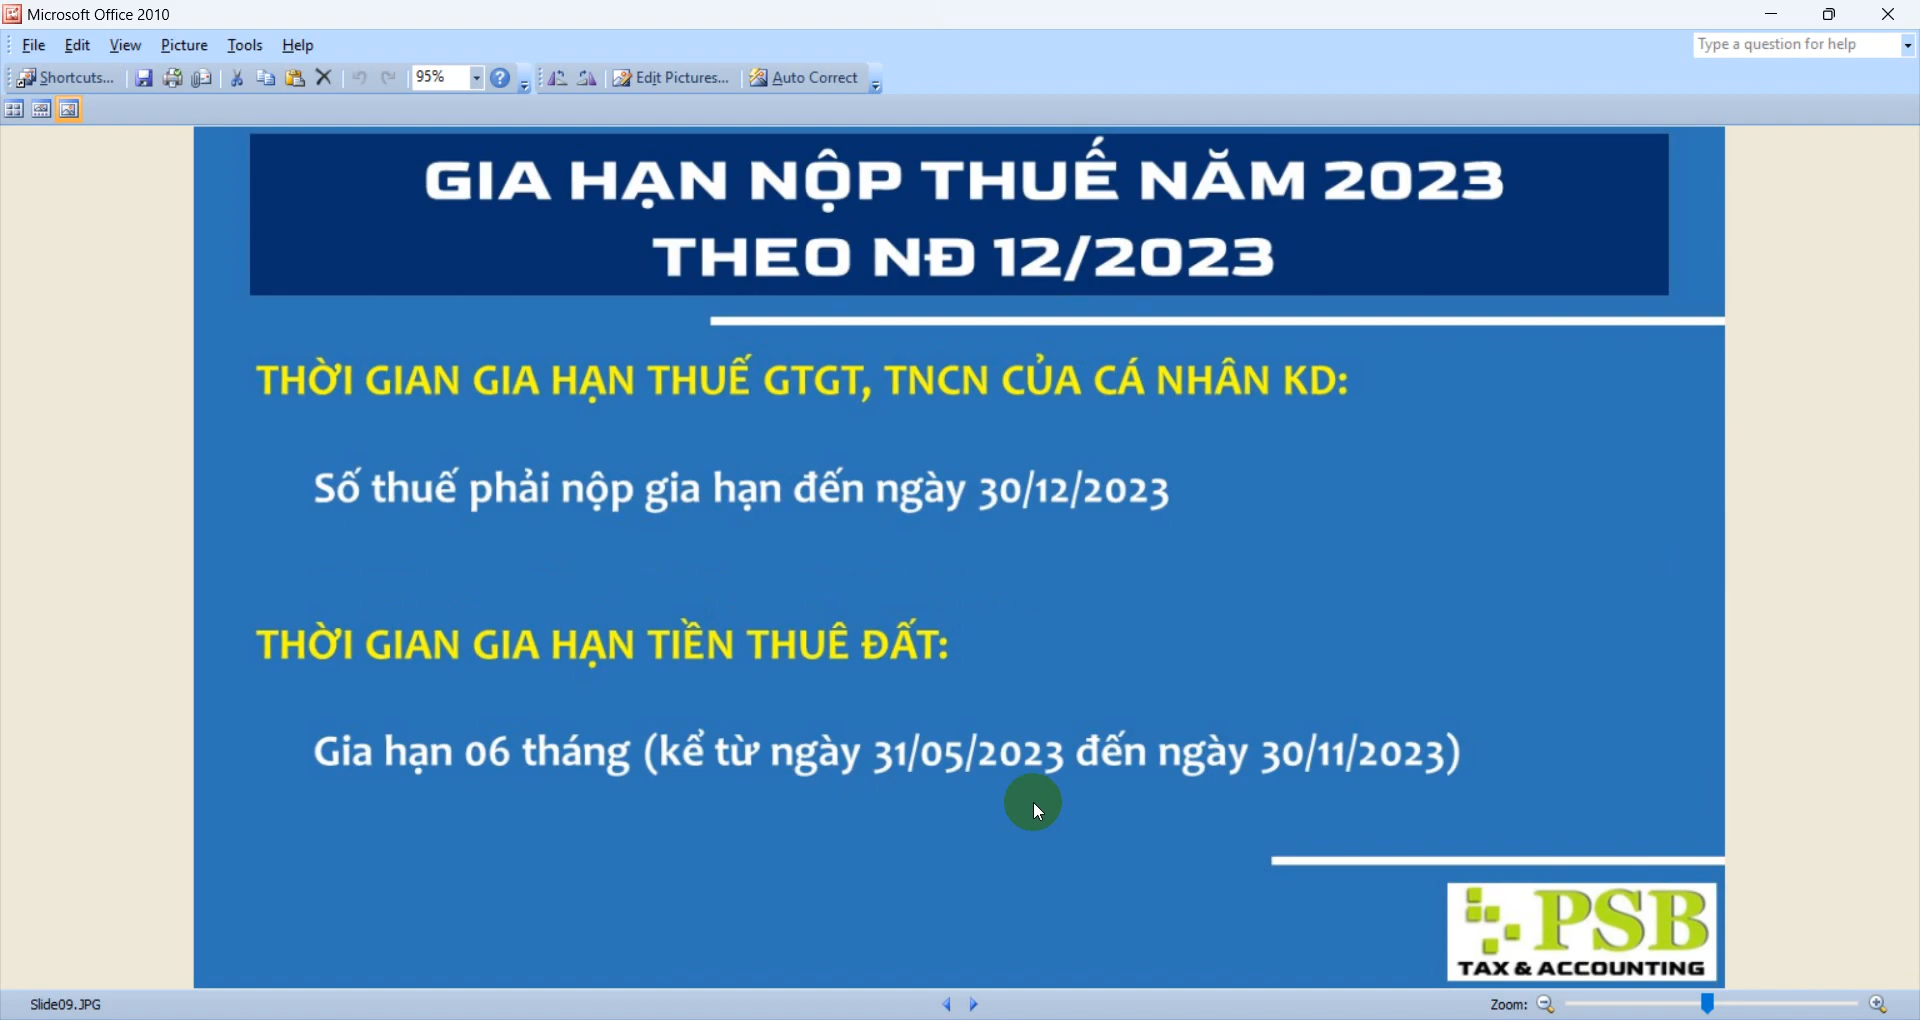 Microsoft Office 2010
File Edit View Picture Tools Help
Type a question for help
Shortcuts... 95% Edit Pictures... Auto Correct
GIA HẠN NỘP THUẾ NĂM 2023
THEO NĐ 12/2023
THỜI GIAN GIA HẠN THUẾ GTGT, TNCN CỦA CÁ NHÂN KD:
Số thuế phải nộp gia hạn đến ngày 30/12/2023
THỜI GIAN GIA HẠN TIỀN THUÊ ĐẤT:
Gia hạn 06 tháng (kể từ ngày 31/05/2023 đến ngày 30/11/2023)
PSB
TAX & ACCOUNTING
Slide09.JPG
Zoom: